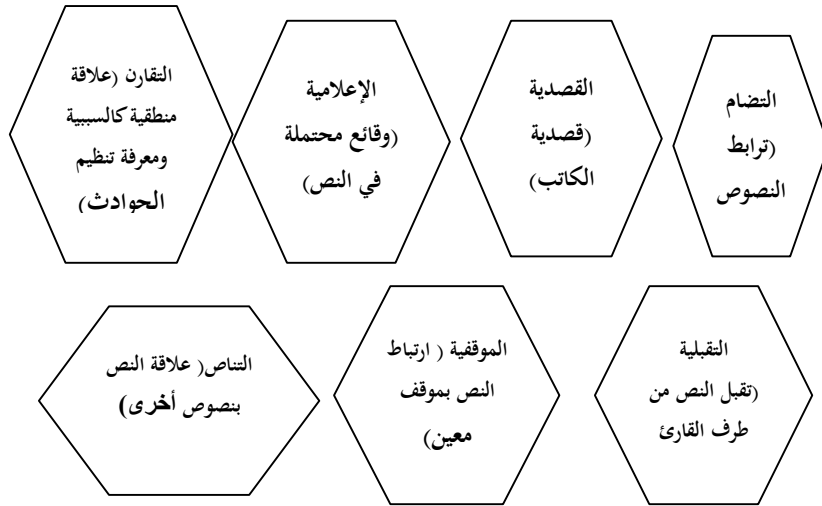 التضام
(ترابط
النصوص
القصدية
(قصدية
الكاتب)
الإعلامية
(وقائع محتملة
في النص)
التقارن (علاقة
منطقية كالسببية
ومعرفة تنظيم
الحوادث)
التقبلية
(تقبل النص من
طرف القارئ
الموقفية ( ارتباط
النص بموقف
معين)
التناص( علاقة النص
بنصوص أخرى)